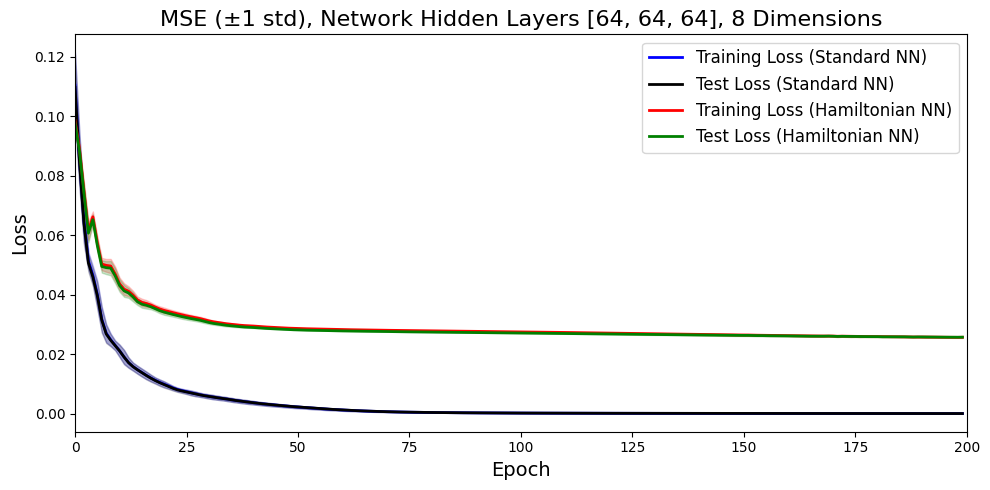 MSE (±1 std), Network Hidden Layers [64, 64, 64], 8 Dimensions
Training Loss (Standard NN)
Test Loss (Standard NN)
Training Loss (Hamiltonian NN)
Test Loss (Hamiltonian NN)
Loss
0.12
0.10
0.08
0.06
0.04
0.02
0.00
0 25 50 75 100 125 150 175 200
Epoch